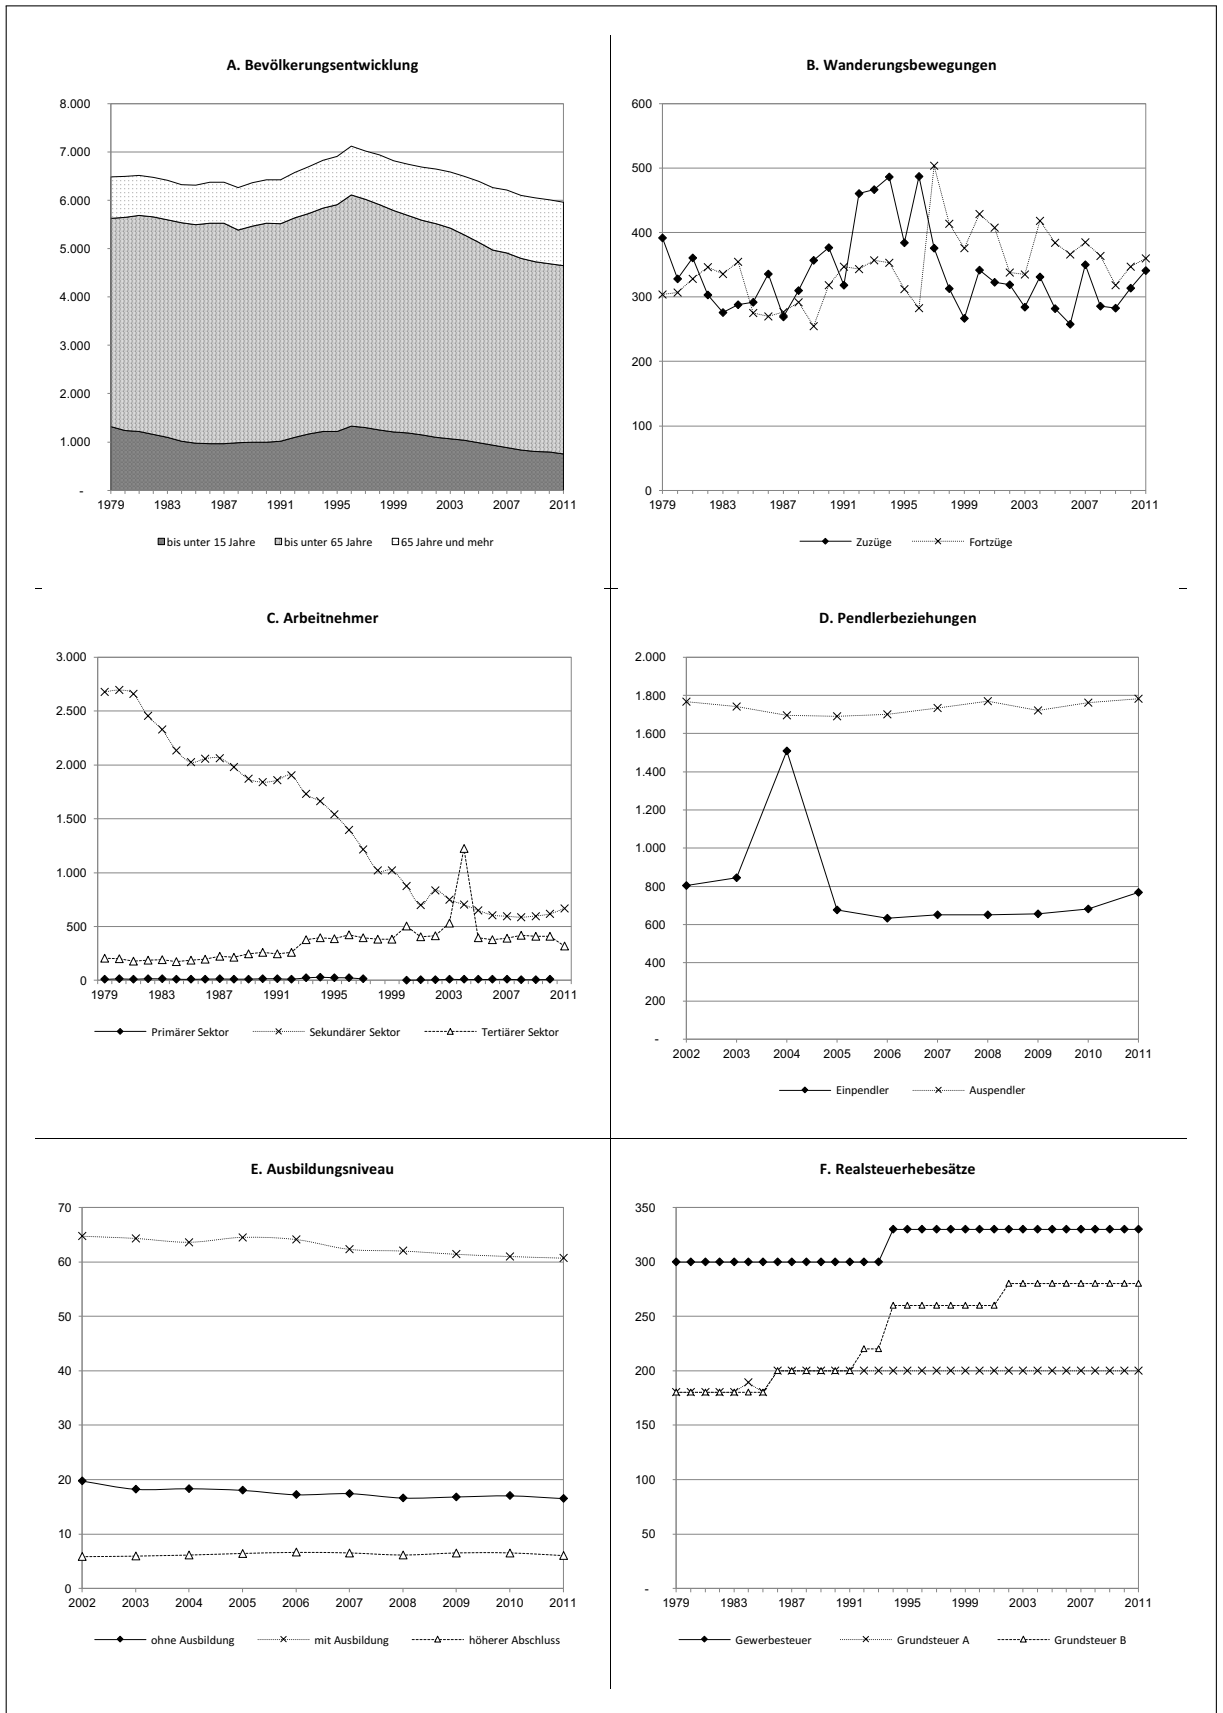 A. Bevölkerungsentwicklung
8.000
7.000
6.000
5.000
4.000
3.000
2.000
1.000
-
1979 1983 1987 1991 1995 1999 2003 2007 2011
bis unter 15 Jahre bis unter 65 Jahre 65 Jahre und mehr
B. Wanderungsbewegungen
600
500
400
300
200
100
0
1979 1983 1987 1991 1995 1999 2003 2007 2011
Zuzüge Fortzüge
C. Arbeitnehmer
3.000
2.500
2.000
1.500
1.000
500
0
1979 1983 1987 1991 1995 1999 2003 2007 2011
Primärer Sektor Sekundärer Sektor Tertiärer Sektor
D. Pendlerbeziehungen
2.000
1.800
1.600
1.400
1.200
1.000
800
600
400
200
-
2002 2003 2004 2005 2006 2007 2008 2009 2010 2011
Einpendler Auspendler
E. Ausbildungsniveau
70
60
50
40
30
20
10
0
2002 2003 2004 2005 2006 2007 2008 2009 2010 2011
ohne Ausbildung mit Ausbildung höherer Abschluss
F. Realsteuerhebesätze
350
300
250
200
150
100
50
-
1979 1983 1987 1991 1995 1999 2003 2007 2011
Gewerbesteuer Grundsteuer A Grundsteuer B